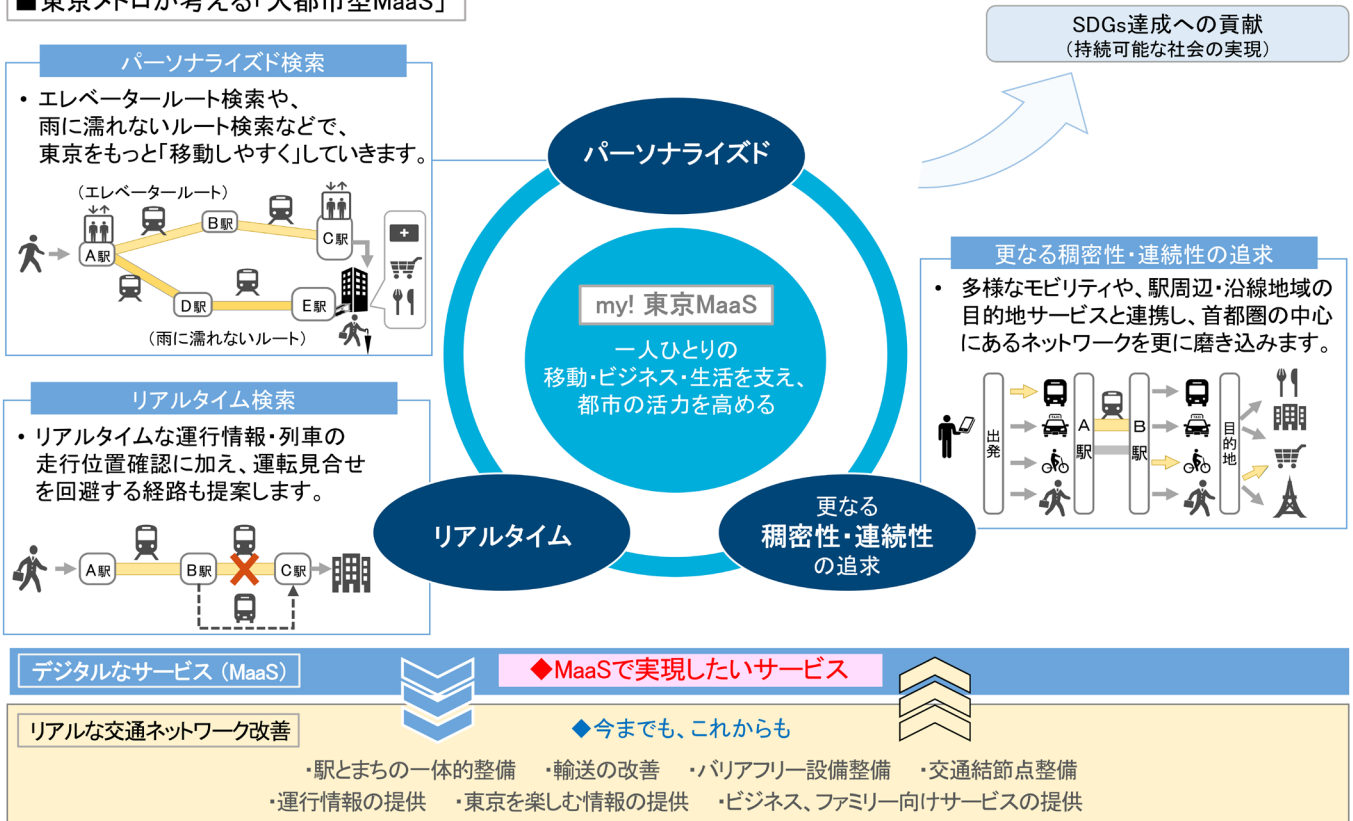 ■東京メトロが考える「大都市型MaaS」
SDGs達成への貢献
(持続可能な社会の実現)
パーソナライズド検索
・エレベータールート検索や、
雨に濡れないルート検索などで、
東京をもっと「移動しやすく」していきます。
(エレベータールート)
A駅
B駅
C駅
D駅
E駅
(雨に濡れないルート)
リアルタイム検索
・リアルタイムな運行情報・列車の
走行位置確認に加え、運転見合せ
を回避する経路も提案します。
A駅
B駅
C駅
パーソナライズド
my! 東京MaaS
一人ひとりの
移動・ビジネス・生活を支え、
都市の活力を高める
リアルタイム
更なる
稠密性・連続性
の追求
更なる稠密性・連続性の追求
・多様なモビリティや、駅周辺・沿線地域の
目的地サービスと連携し、首都圏の中心
にあるネットワークを更に磨き込みます。
出発
A駅
B駅
目的地
TAXI
TAXI
デジタルなサービス(MaaS)
◆MaaSで実現したいサービス
リアルな交通ネットワーク改善
◆今までも、これからも
・駅とまちの一体的整備 ・輸送の改善 ・バリアフリー設備整備 ・交通結節点整備
・運行情報の提供 ・東京を楽しむ情報の提供 ・ビジネス、ファミリー向けサービスの提供